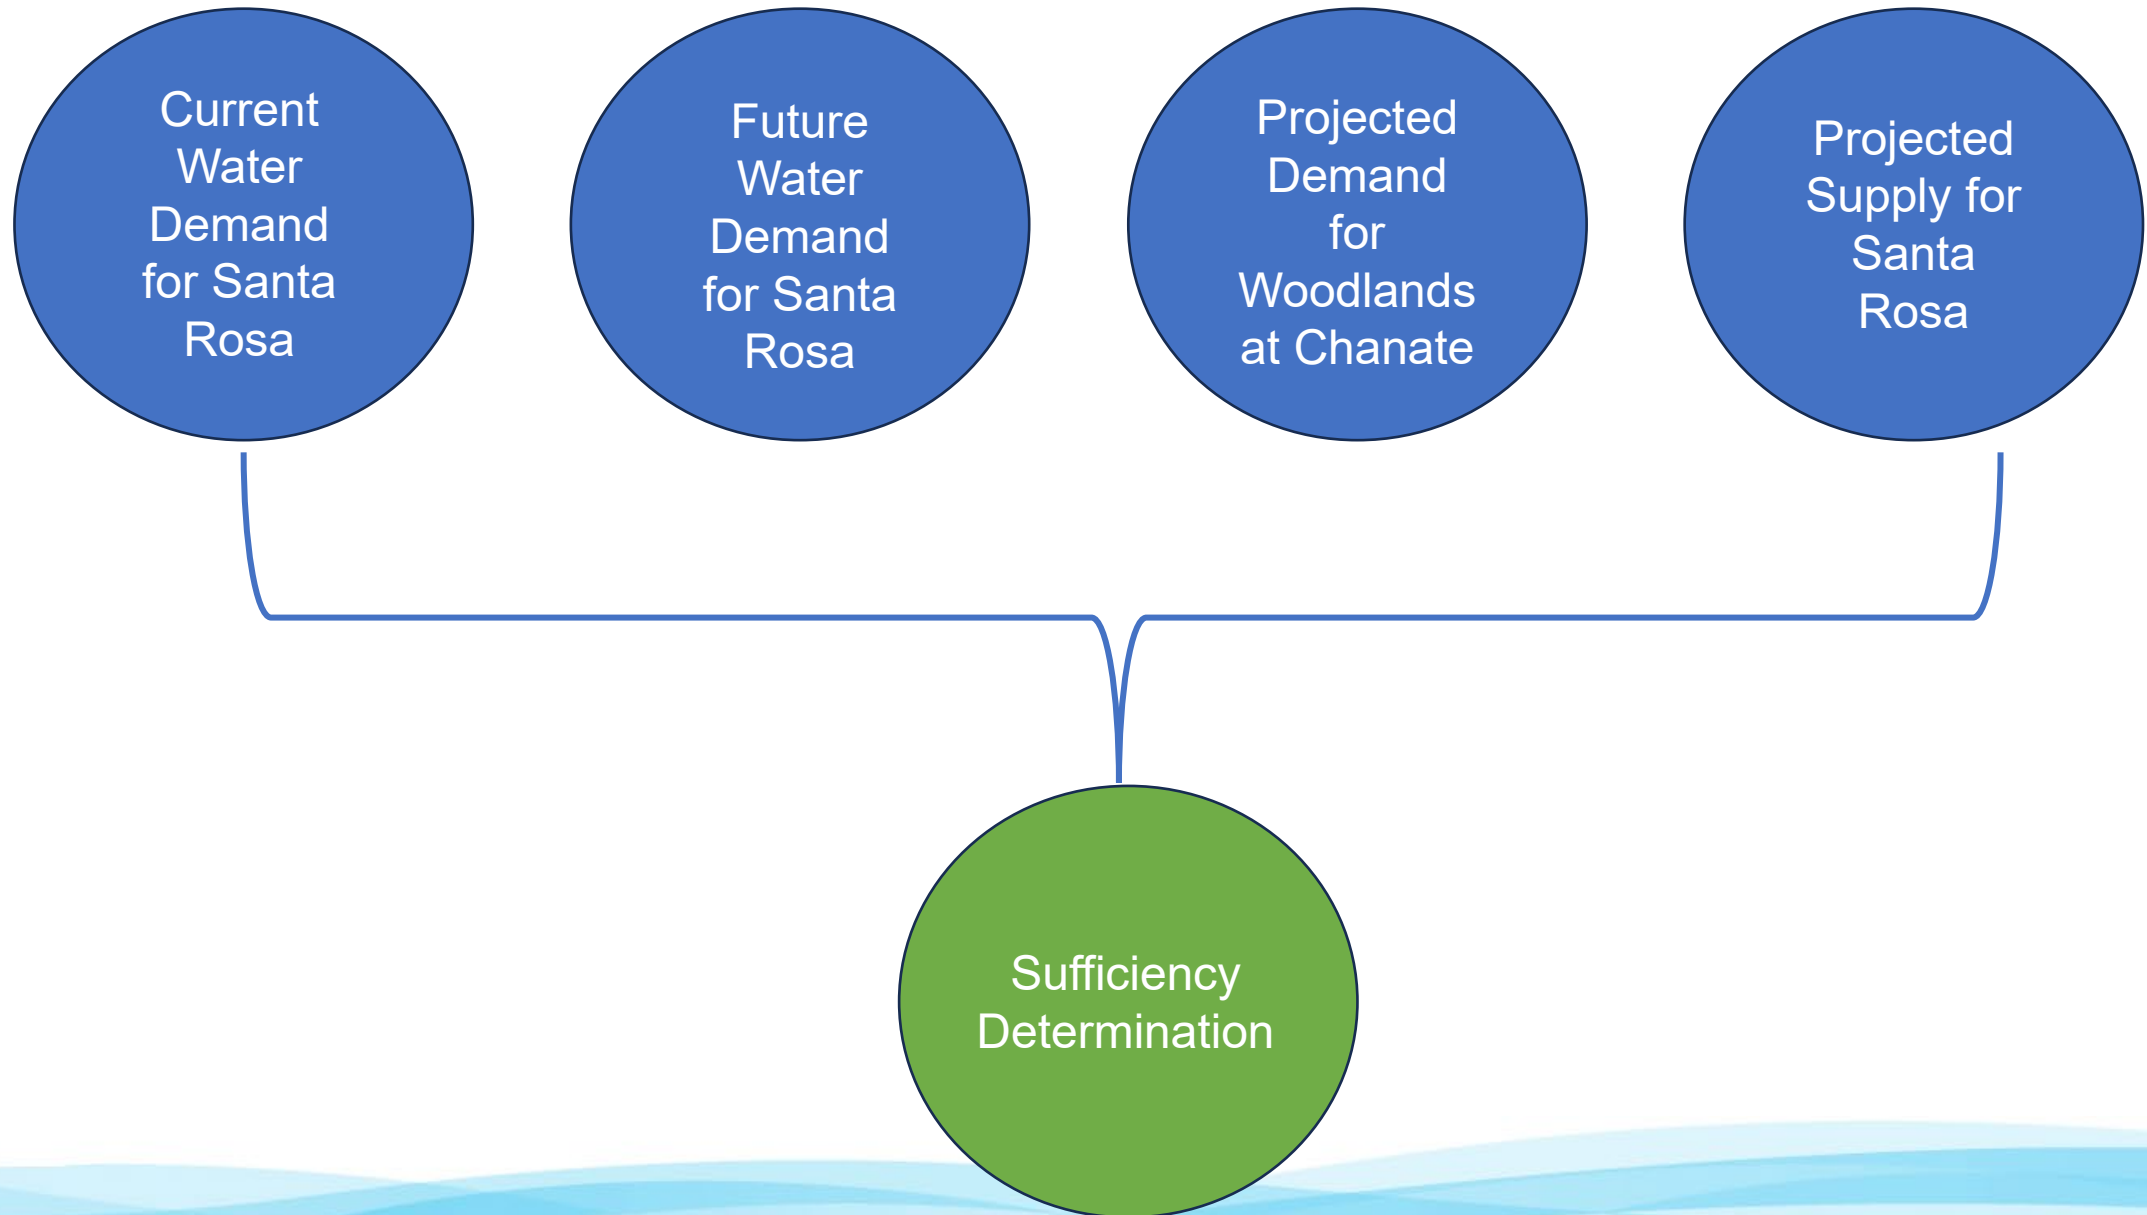 Current
Water
Demand
for Santa
Rosa
Future
Water
Demand
for Santa
Rosa
Projected
Demand
for
Woodlands
at Chanate
Projected
Supply for
Santa
Rosa
Sufficiency
Determination